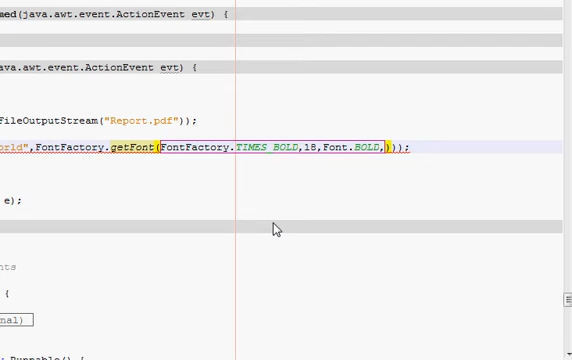 med(java.awt.event.ActionEvent evt) {
ava.awt.event.ActionEvent evt) {
FileOutputStream("Report.pdf"));
orld",FontFactory.getFont(FontFactory.TIMES_BOLD,18,Font.BOLD,)));
e);
ents
{
nal)
Runnable() {